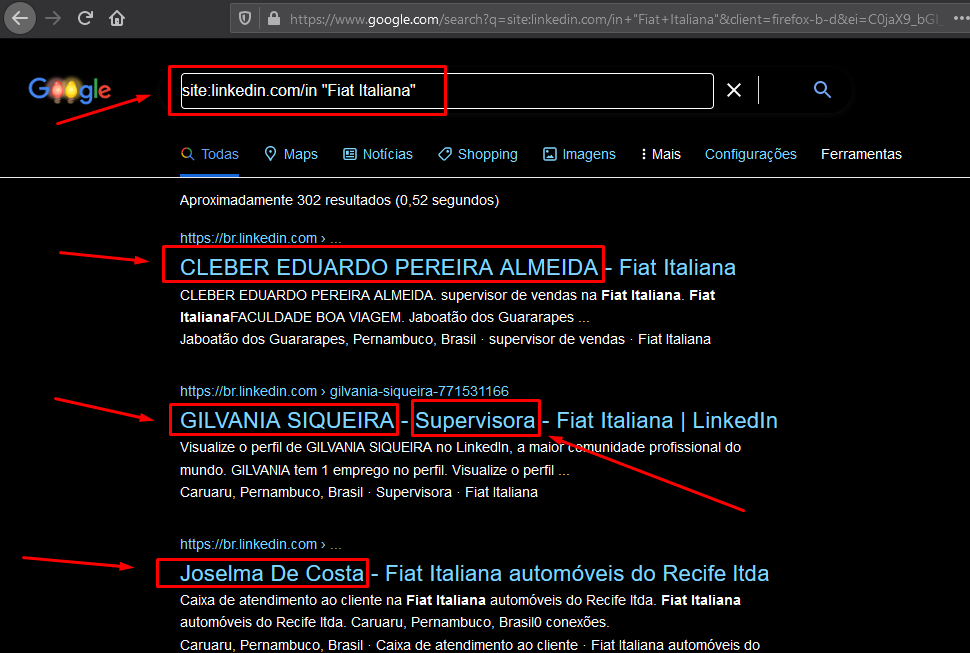 https://www.google.com/search?q=site:linkedin.com/in+"Fiat+Italiana"&client=firefox-b-d&ei=C0jaX9_bGI
Google
site:linkedin.com/in "Fiat Italiana"
Todas Maps Notícias Shopping Imagens Mais Configurações Ferramentas
Aproximadamente 302 resultados (0,52 segundos)
https://br.linkedin.com › ...
CLEBER EDUARDO PEREIRA ALMEIDA - Fiat Italiana
CLEBER EDUARDO PEREIRA ALMEIDA. supervisor de vendas na Fiat Italiana. Fiat
ItalianaFACULDADE BOA VIAGEM. Jaboatão dos Guararapes ...
Jaboatão dos Guararapes, Pernambuco, Brasil · supervisor de vendas · Fiat Italiana
https://br.linkedin.com › gilvania-siqueira-771531166
GILVANIA SIQUEIRA - Supervisora - Fiat Italiana | LinkedIn
Visualize o perfil de GILVANIA SIQUEIRA no LinkedIn, a maior comunidade profissional do
mundo. GILVANIA tem 1 emprego no perfil. Visualize o perfil ...
Caruaru, Pernambuco, Brasil · Supervisora · Fiat Italiana
https://br.linkedin.com › ...
Joselma De Costa - Fiat Italiana automóveis do Recife ltda
Caixa de atendimento ao cliente na Fiat Italiana automóveis do Recife ltda. Fiat Italiana
automóveis do Recife ltda. Caruaru, Pernambuco, Brasil0 conexões.
Caruaru, Pernambuco, Brasil · Caixa de atendimento ao cliente · Fiat Italiana automóveis do